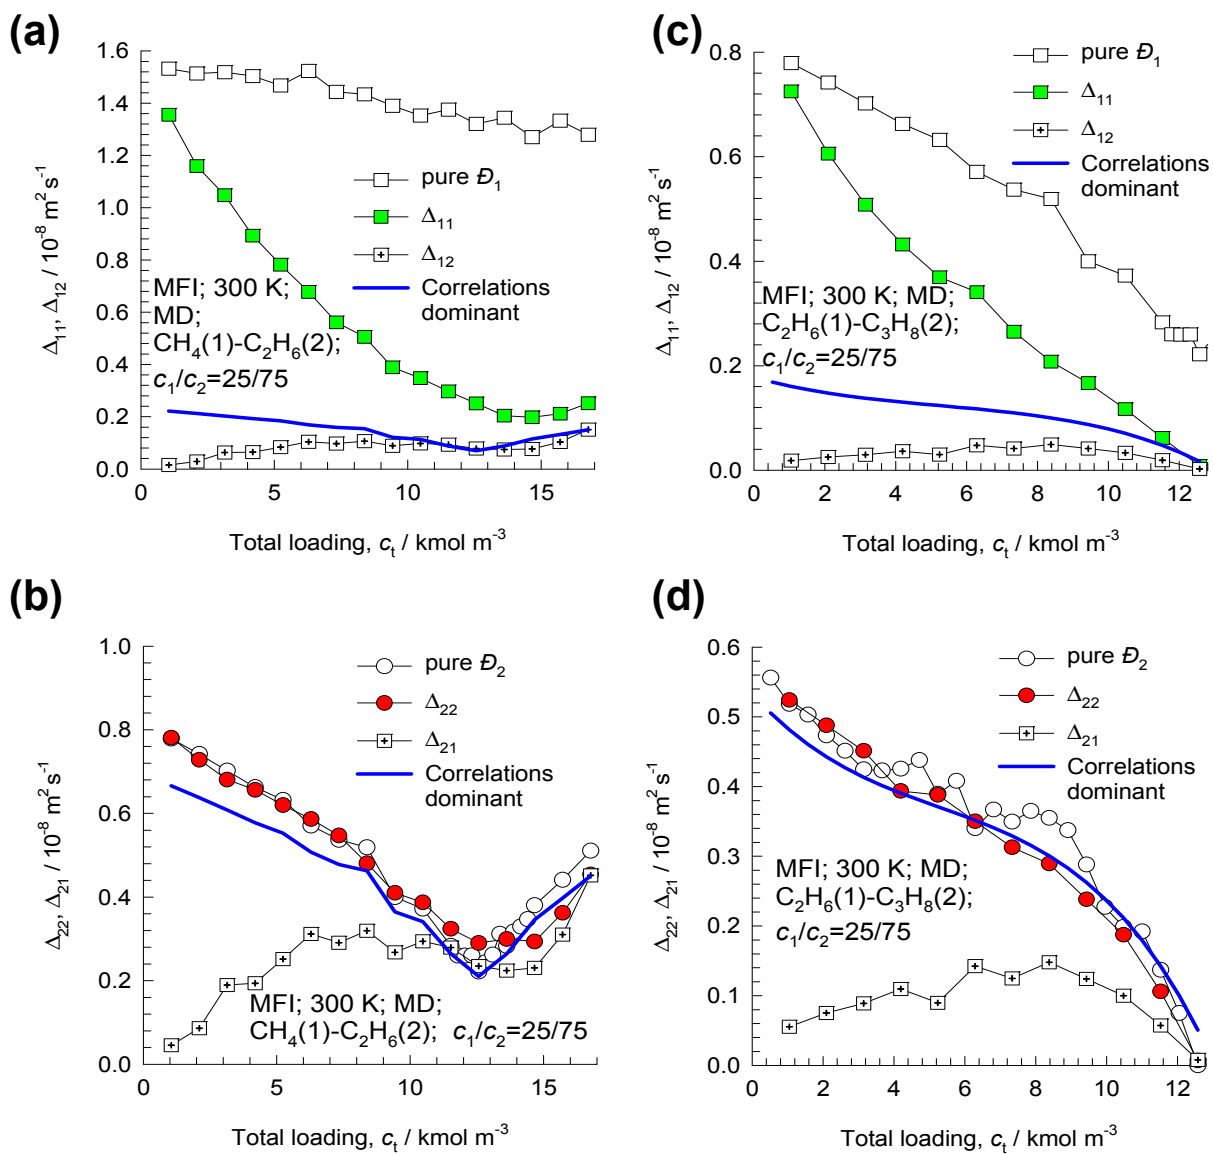 (a)
1.6
1.4
1.2
1.0
0.8
0.6
0.4
0.2
0.0
Δ₁₁, Δ₁₂ / 10⁻⁸ m² s⁻¹
pure Đ₁
Δ₁₁
Δ₁₂
Correlations
dominant
MFI; 300 K;
MD;
CH₄(1)-C₂H₆(2);
c₁/c₂=25/75
0 5 10 15
Total loading, cₜ / kmol m⁻³
(c)
0.8
0.6
0.4
0.2
0.0
Δ₁₁, Δ₁₂ / 10⁻⁸ m² s⁻¹
pure Đ₁
Δ₁₁
Δ₁₂
Correlations
dominant
MFI; 300 K; MD;
C₂H₆(1)-C₃H₈(2);
c₁/c₂=25/75
0 2 4 6 8 10 12
Total loading, cₜ / kmol m⁻³
(b)
1.0
0.8
0.6
0.4
0.2
0.0
Δ₂₂, Δ₂₁ / 10⁻⁸ m² s⁻¹
pure Đ₂
Δ₂₂
Δ₂₁
Correlations
dominant
MFI; 300 K; MD;
CH₄(1)-C₂H₆(2); c₁/c₂=25/75
0 5 10 15
Total loading, cₜ / kmol m⁻³
(d)
0.6
0.5
0.4
0.3
0.2
0.1
0.0
Δ₂₂, Δ₂₁ / 10⁻⁸ m² s⁻¹
pure Đ₂
Δ₂₂
Δ₂₁
Correlations
dominant
MFI; 300 K; MD;
C₂H₆(1)-C₃H₈(2);
c₁/c₂=25/75
0 2 4 6 8 10 12
Total loading, cₜ / kmol m⁻³